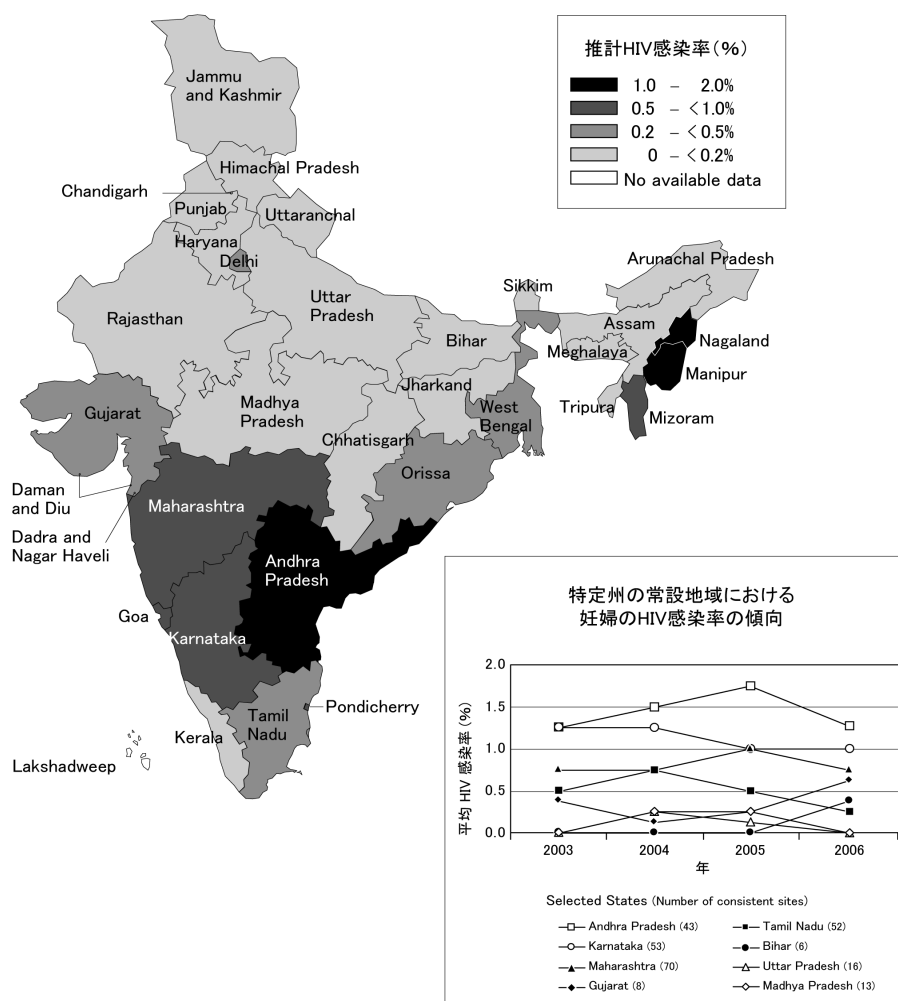 推計HIV感染率(%)
1.0 – 2.0%
0.5 – <1.0%
0.2 – <0.5%
0 – <0.2%
No available data
Jammu
and Kashmir
Himachal Pradesh
Chandigarh
Punjab
Uttaranchal
Haryana
Delhi
Arunachal Pradesh
Sikkim
Rajasthan
Uttar
Pradesh
Assam
Bihar
Nagaland
Meghalaya
Manipur
Jharkand
Tripura
Mizoram
Gujarat
Madhya
Pradesh
West
Bengal
Chhatisgarh
Orissa
Daman
and Diu
Maharashtra
Dadra and
Nagar Haveli
Andhra
Pradesh
Goa
Karnataka
Pondicherry
Tamil
Nadu
Kerala
Lakshadweep
特定州の常設地域における
妊婦のHIV感染率の傾向
平均 HIV 感染率 (%)
2.0
1.5
1.0
0.5
0.0
2003 2004 2005 2006
年
Selected States (Number of consistent sites)
Andhra Pradesh (43) Tamil Nadu (52)
Karnataka (53) Bihar (6)
Maharashtra (70) Uttar Pradesh (16)
Gujarat (8) Madhya Pradesh (13)